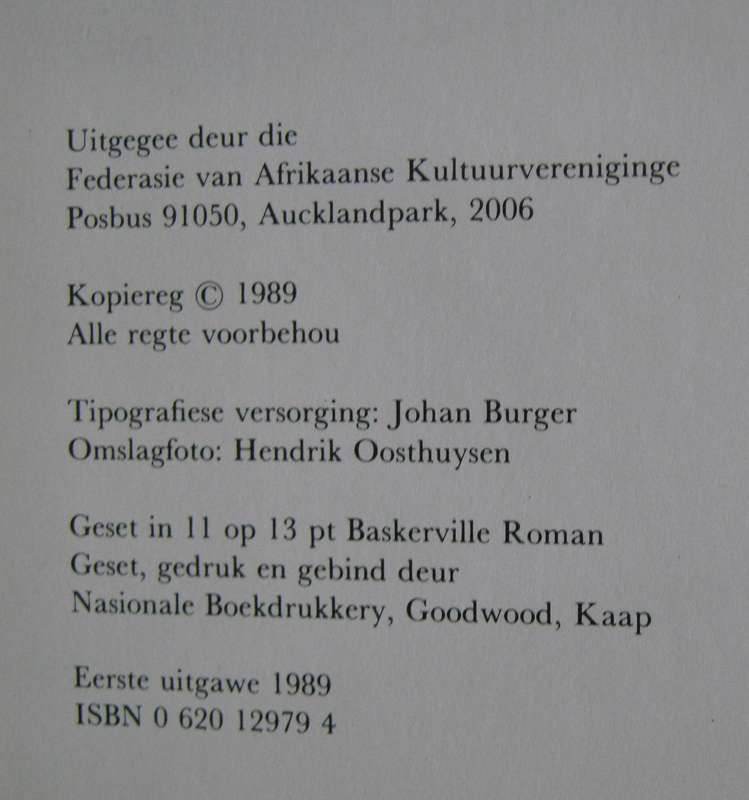 Uitgegee deur die
Federasie van Afrikaanse Kultuurvereniginge
Posbus 91050, Aucklandpark, 2006
Kopiereg © 1989
Alle regte voorbehou
Tipografiese versorging: Johan Burger
Omslagfoto: Hendrik Oosthuysen
Geset in 11 op 13 pt Baskerville Roman
Geset, gedruk en gebind deur
Nasionale Boekdrukkery, Goodwood, Kaap
Eerste uitgawe 1989
ISBN 0 620 12979 4